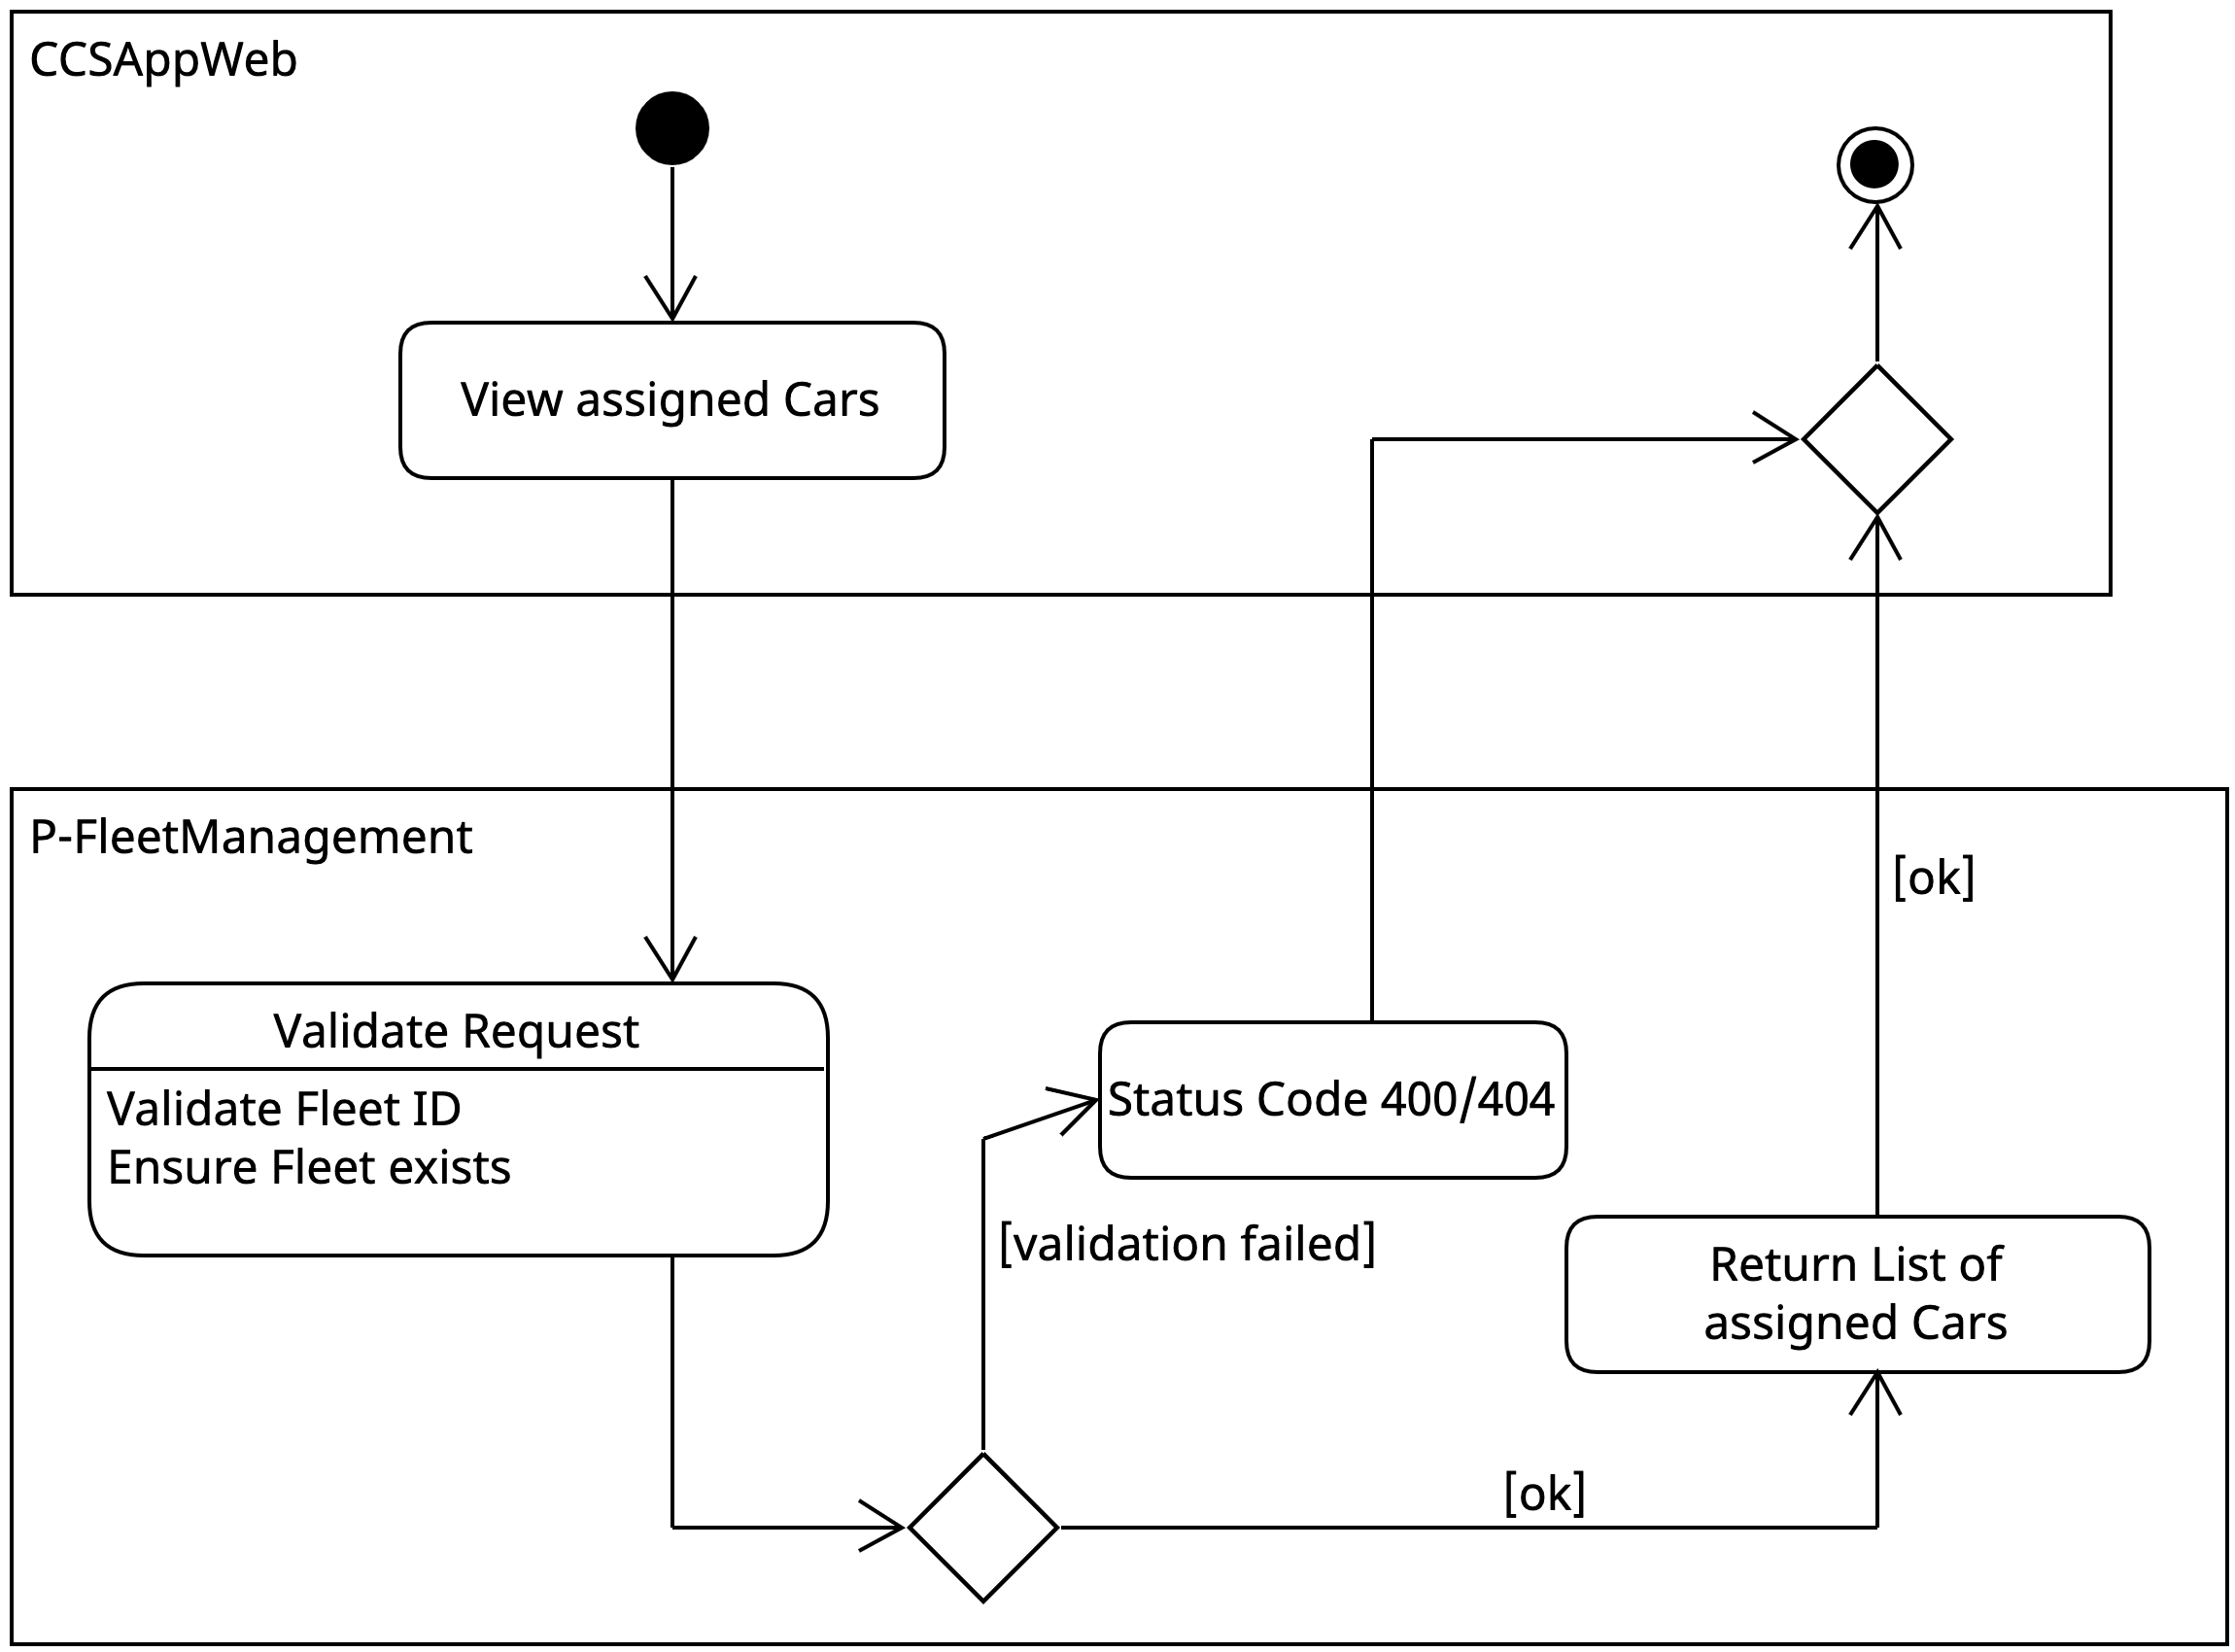 CCSAppWeb
View assigned Cars
P-FleetManagement
[ok]
Validate Request
Validate Fleet ID
Ensure Fleet exists
Status Code 400/404
[validation failed]
Return List of
assigned Cars
[ok]